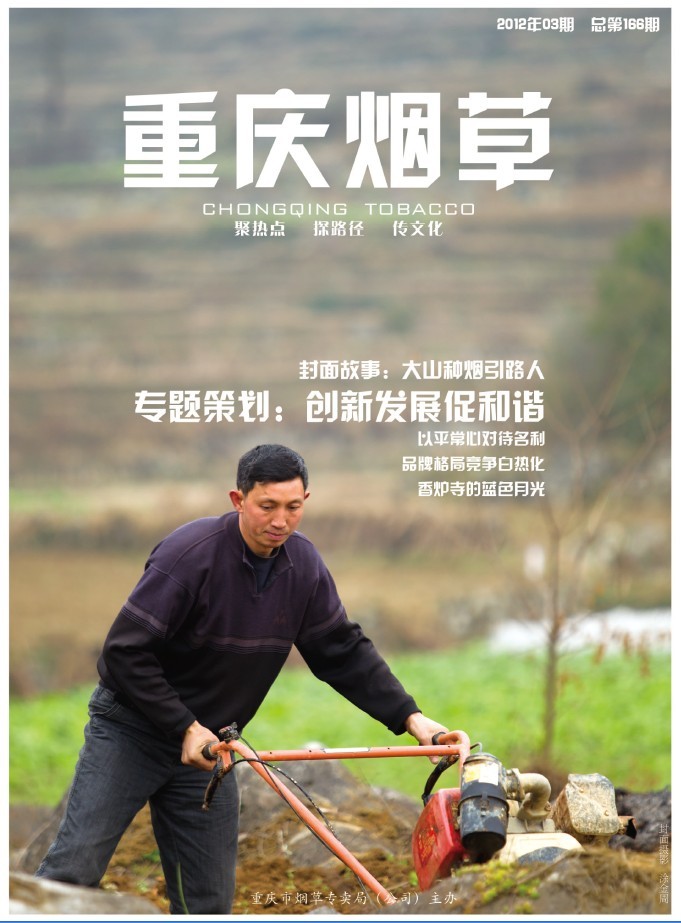 2012年03期 总第166期
重庆烟草
CHONGQING TOBACCO
聚热点 探路径 传文化
封面故事：大山种烟引路人
专题策划：创新发展促和谐
以平常心对待名利
品牌格局竞争白热化
香炉寺的蓝色月光
封面摄影 涂金周
重庆市烟草专卖局（公司）主办